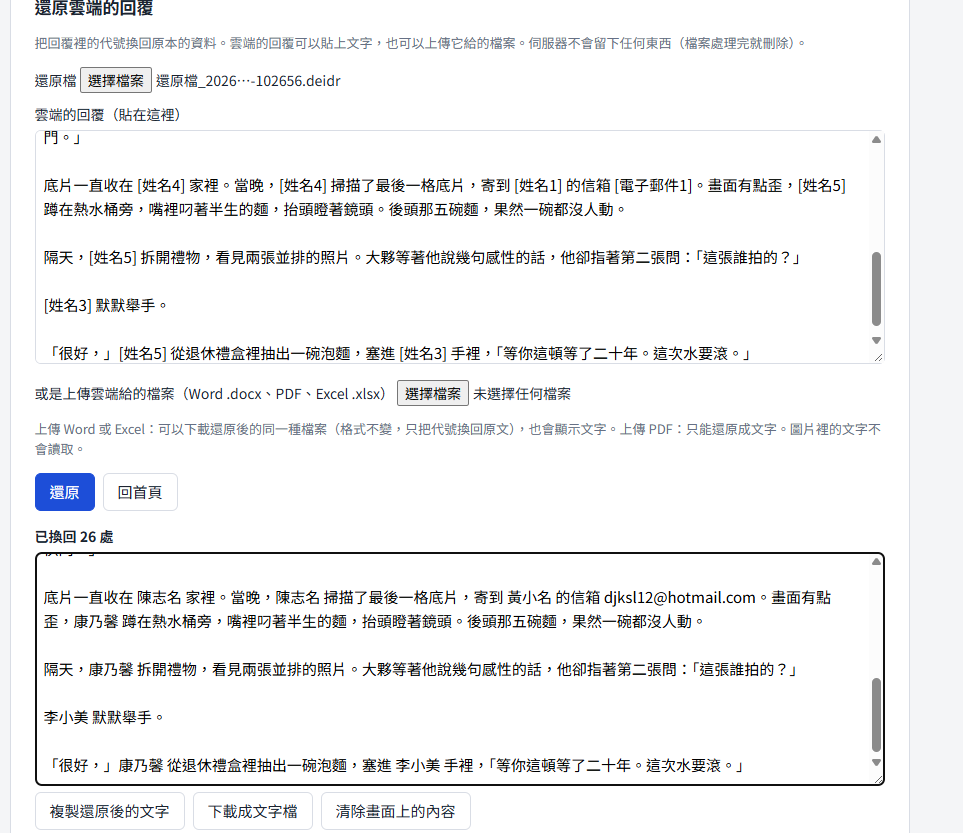 還原雲端的回覆
把回覆裡的代號換回原本的資料。雲端的回覆可以貼上文字，也可以上傳它給的檔案。伺服器不會留下任何東西（檔案處理完就刪除）。
還原檔 選擇檔案 還原檔_2026⋯-102656.deidr
雲端的回覆（貼在這裡）
門。」
底片一直收在 [姓名4] 家裡。當晚，[姓名4] 掃描了最後一格底片，寄到 [姓名1] 的信箱 [電子郵件1]。畫面有點歪，[姓名5]
蹲在熱水桶旁，嘴裡叼著半生的麵，抬頭瞪著鏡頭。後頭那五碗麵，果然一碗都沒人動。
隔天，[姓名5] 拆開禮物，看見兩張並排的照片。大夥等著他說幾句感性的話，他卻指著第二張問：「這張誰拍的？」
[姓名3] 默默舉手。
「很好，」[姓名5] 從退休禮盒裡抽出一碗泡麵，塞進 [姓名3] 手裡，「等你這頓等了二十年。這次水要滾。」
或是上傳雲端給的檔案（Word .docx、PDF、Excel .xlsx） 選擇檔案 未選擇任何檔案
上傳 Word 或 Excel：可以下載還原後的同一種檔案（格式不變，只把代號換回原文），也會顯示文字。上傳 PDF：只能還原成文字。圖片裡的文字不
會讀取。
還原 回首頁
已換回 26 處
底片一直收在 陳志名 家裡。當晚，陳志名 掃描了最後一格底片，寄到 黃小名 的信箱 djksl12@hotmail.com。畫面有點
歪，康乃馨 蹲在熱水桶旁，嘴裡叼著半生的麵，抬頭瞪著鏡頭。後頭那五碗麵，果然一碗都沒人動。
隔天，康乃馨 拆開禮物，看見兩張並排的照片。大夥等著他說幾句感性的話，他卻指著第二張問：「這張誰拍的？」
李小美 默默舉手。
「很好，」康乃馨 從退休禮盒裡抽出一碗泡麵，塞進 李小美 手裡，「等你這頓等了二十年。這次水要滾。」
複製還原後的文字 下載成文字檔 清除畫面上的內容